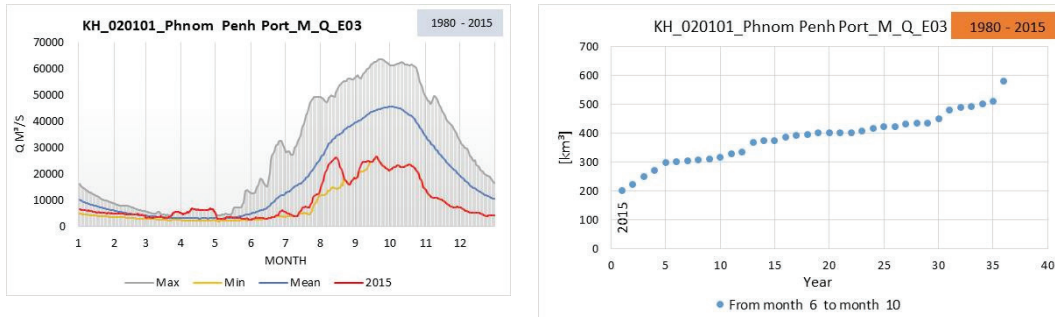 KH_020101_Phnom Penh Port_M_Q_E03
1980 - 2015
70000
60000
50000
40000
30000
20000
10000
0
Q M³/S
1 2 3 4 5 6 7 8 9 10 11 12
MONTH
Max Min Mean 2015
KH_020101_Phnom Penh Port_M_Q_E03
1980 - 2015
700
600
500
400
300
200
100
0
[km³]
2015
0 5 10 15 20 25 30 35 40
Year
From month 6 to month 10